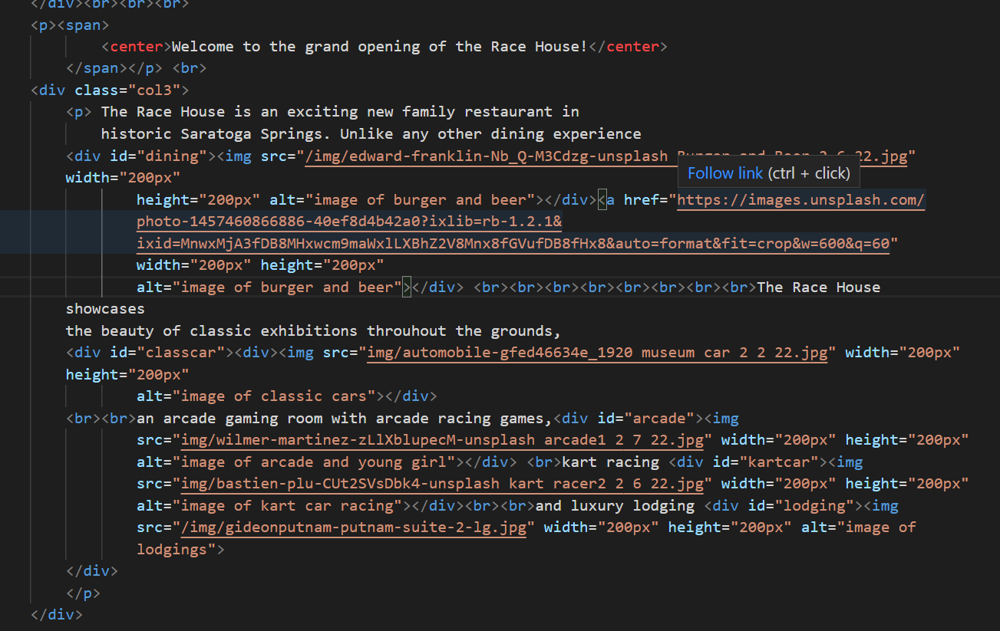 </div><br><br><br>
<p><span>
<center>Welcome to the grand opening of the Race House!</center>
</span></p> <br>
<div class="col3">
<p> The Race House is an exciting new family restaurant in
historic Saratoga Springs. Unlike any other dining experience
<div id="dining"><img src="/img/edward-franklin-Nb_Q-M3Cdzg-unsplash Burger and Beer 2 6 22.jpg"
width="200px"
Follow link (ctrl + click)
height="200px" alt="image of burger and beer"></div><a href="https://images.unsplash.com/
photo-1457460866886-40ef8d4b42a0?ixlib=rb-1.2.1&
ixid=MnwxMjA3fDB8MHxwcm9maWxlLXBhZ2V8Mnx8fGVufDB8fHx8&auto=format&fit=crop&w=600&q=60"
width="200px" height="200px"
alt="image of burger and beer"></div> <br><br><br><br><br><br><br><br>The Race House
showcases
the beauty of classic exhibitions throuhout the grounds,
<div id="classcar"><div><img src="img/automobile-gfed46634e_1920 museum car 2 2 22.jpg" width="200px"
height="200px"
alt="image of classic cars"></div>
<br><br>an arcade gaming room with arcade racing games,<div id="arcade"><img
src="img/wilmer-martinez-zLlXblupecM-unsplash arcade1 2 7 22.jpg" width="200px" height="200px"
alt="image of arcade and young girl"></div> <br>kart racing <div id="kartcar"><img
src="img/bastien-plu-CUt2SVsDbk4-unsplash kart racer2 2 6 22.jpg" width="200px" height="200px"
alt="image of kart car racing"></div><br><br>and luxury lodging <div id="lodging"><img
src="/img/gideonputnam-putnam-suite-2-lg.jpg" width="200px" height="200px" alt="image of
lodgings">
</div>
</p>
</div>